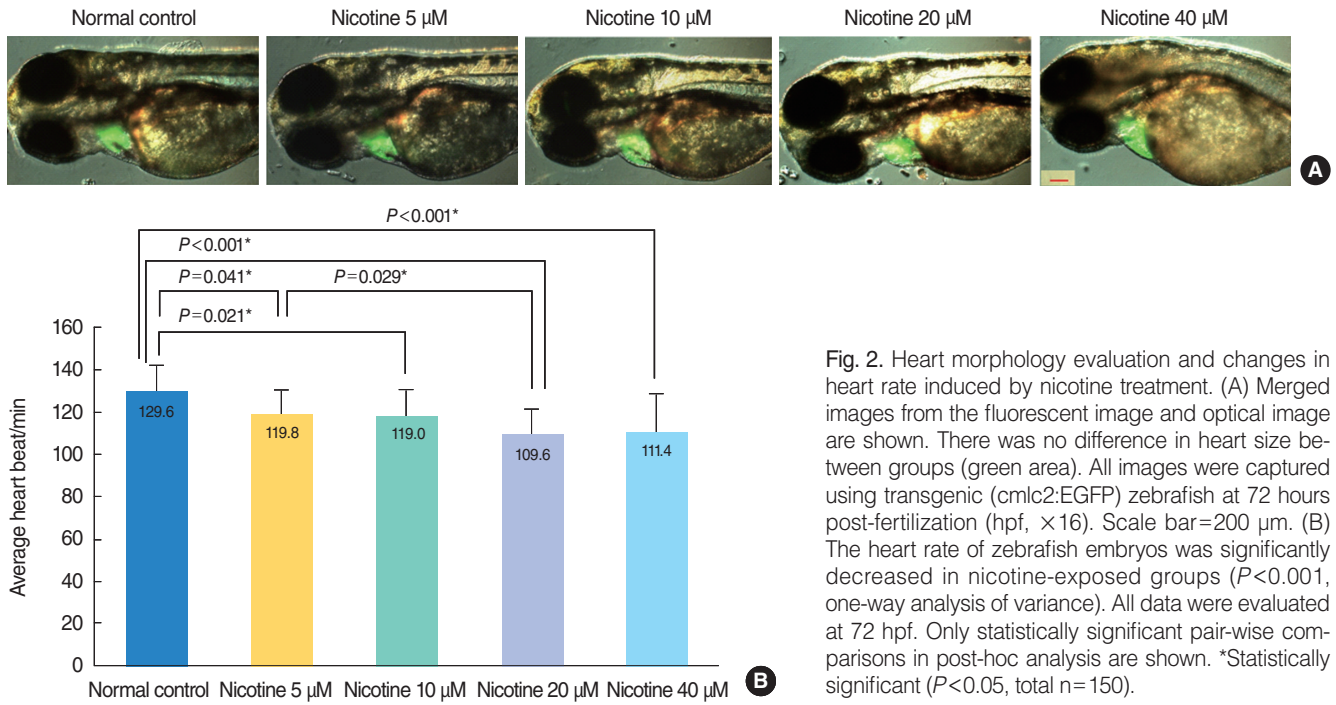 Normal control Nicotine 5 μM Nicotine 10 μM Nicotine 20 μM Nicotine 40 μM
A
P<0.001*
P<0.001*
P=0.041* P=0.029*
P=0.021*
Average heart beat/min
160
140
120
100
80
60
40
20
0
129.6
119.8
119.0
109.6
111.4
Normal control Nicotine 5 μM Nicotine 10 μM Nicotine 20 μM Nicotine 40 μM
B
Fig. 2. Heart morphology evaluation and changes in
heart rate induced by nicotine treatment. (A) Merged
images from the fluorescent image and optical image
are shown. There was no difference in heart size be-
tween groups (green area). All images were captured
using transgenic (cmlc2:EGFP) zebrafish at 72 hours
post-fertilization (hpf, ×16). Scale bar=200 μm. (B)
The heart rate of zebrafish embryos was significantly
decreased in nicotine-exposed groups (P<0.001,
one-way analysis of variance). All data were evaluated
at 72 hpf. Only statistically significant pair-wise com-
parisons in post-hoc analysis are shown. *Statistically
significant (P<0.05, total n=150).